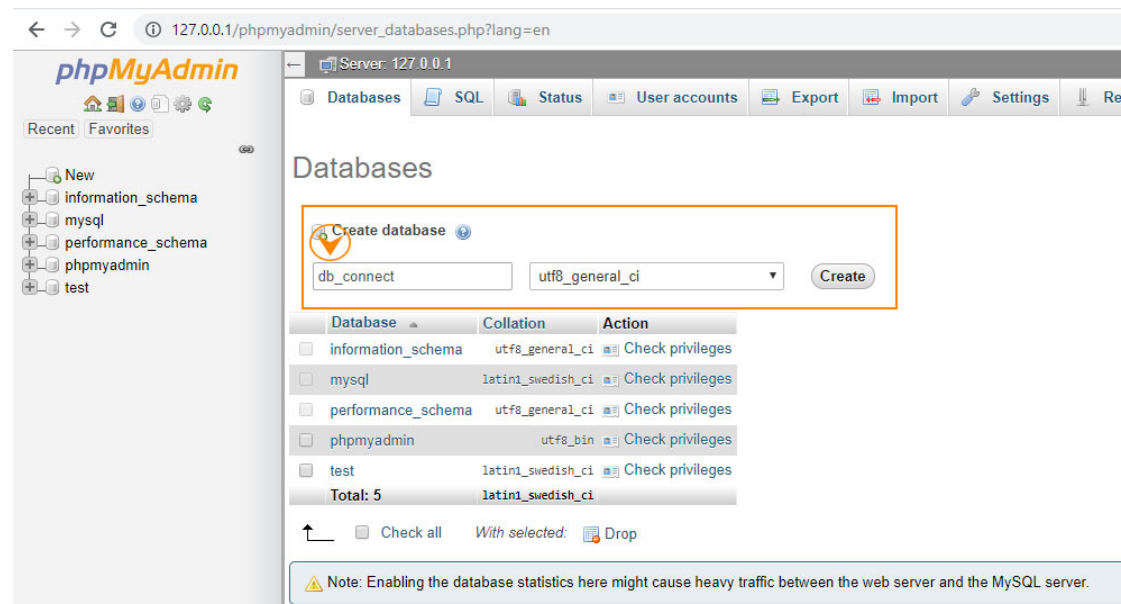 127.0.0.1/phpmyadmin/server_databases.php?lang=en
phpMyAdmin
Recent Favorites
New
information_schema
mysql
performance_schema
phpmyadmin
test
Server: 127.0.0.1
Databases SQL Status User accounts Export Import Settings Re
Databases
Create database
db_connect utf8_general_ci Create
Database Collation Action
information_schema utf8_general_ci Check privileges
mysql latin1_swedish_ci Check privileges
performance_schema utf8_general_ci Check privileges
phpmyadmin utf8_bin Check privileges
test latin1_swedish_ci Check privileges
Total: 5 latin1_swedish_ci
Check all With selected: Drop
Note: Enabling the database statistics here might cause heavy traffic between the web server and the MySQL server.